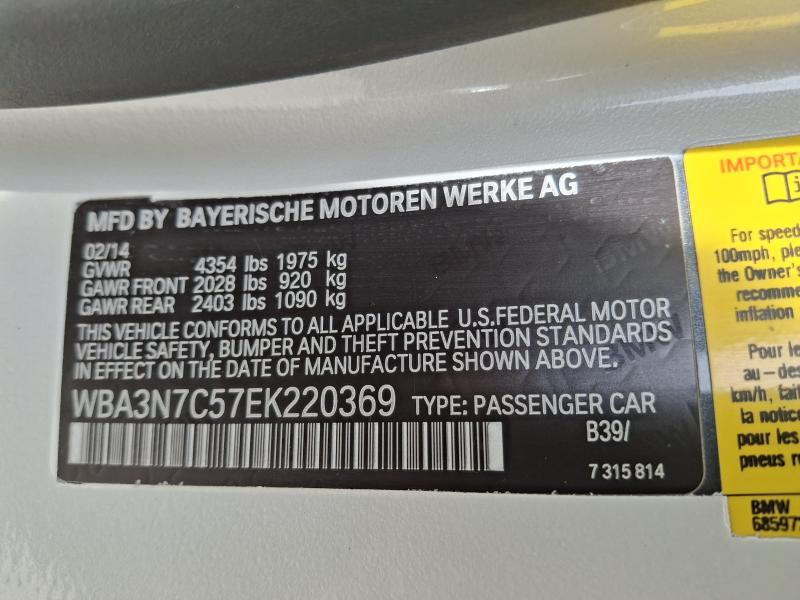 MFD BY BAYERISCHE MOTOREN WERKE AG
02/14
GVWR 4354 lbs 1975 kg
GAWR FRONT 2028 lbs 920 kg
GAWR REAR 2403 lbs 1090 kg
THIS VEHICLE CONFORMS TO ALL APPLICABLE U.S.FEDERAL MOTOR
VEHICLE SAFETY, BUMPER AND THEFT PREVENTION STANDARDS
IN EFFECT ON THE DATE OF MANUFACTURE SHOWN ABOVE.
WBA3N7C57EK220369 TYPE: PASSENGER CAR
B39/
7 315 814
IMPORTA
For speed
100mph, ple
the Owner's
recomme
inflation
Pour le
au-des
km/h, fait
la notic
pour les
pneus r
BMW
68597